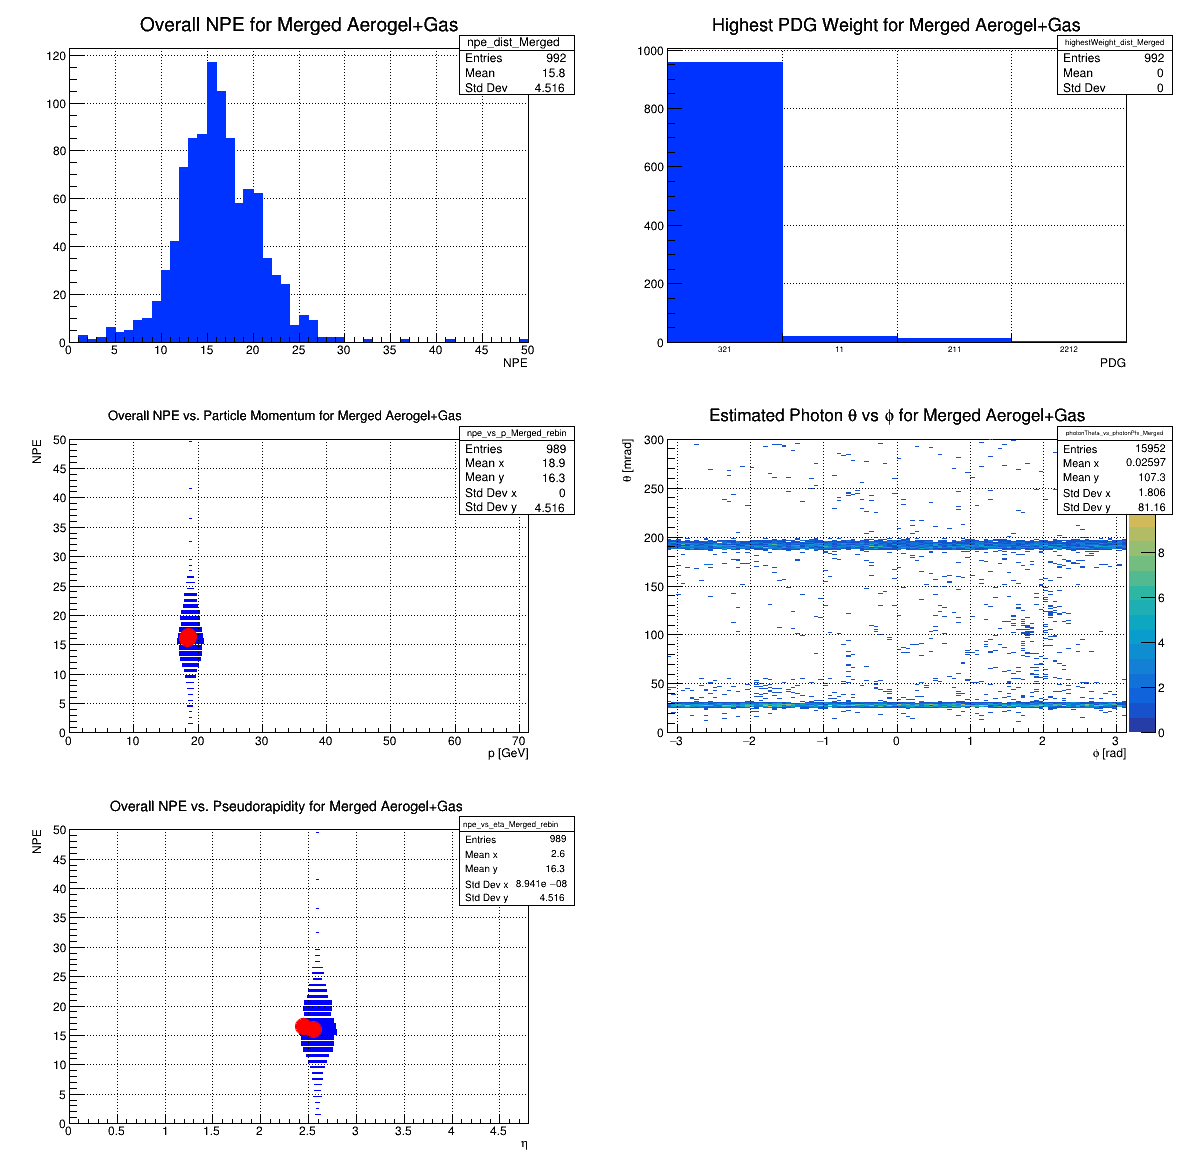 Overall NPE for Merged Aerogel+Gas
npe_dist_Merged
Entries 992
Mean 15.8
Std Dev 4.516
120
100
80
60
40
20
0
0 5 10 15 20 25 30 35 40 45 50
NPE
Highest PDG Weight for Merged Aerogel+Gas
highestWeight_dist_Merged
Entries 992
Mean 0
Std Dev 0
1000
800
600
400
200
0
321 11 211 2212
PDG
Overall NPE vs. Particle Momentum for Merged Aerogel+Gas
npe_vs_p_Merged_rebin
Entries 989
Mean x 18.9
Mean y 16.3
Std Dev x 0
Std Dev y 4.516
NPE
50
45
40
35
30
25
20
15
10
5
0
0 10 20 30 40 50 60 70
p [GeV]
Estimated Photon θ vs ϕ for Merged Aerogel+Gas
photonTheta_vs_photonPhi_Merged
Entries 15952
Mean x 0.02597
Mean y 107.3
Std Dev x 1.806
Std Dev y 81.16
θ [mrad]
300
250
200
150
100
50
0
−3 −2 −1 0 1 2 3
ϕ [rad]
8
6
4
2
0
Overall NPE vs. Pseudorapidity for Merged Aerogel+Gas
npe_vs_eta_Merged_rebin
Entries 989
Mean x 2.6
Mean y 16.3
Std Dev x 8.941e −08
Std Dev y 4.516
NPE
50
45
40
35
30
25
20
15
10
5
0
0 0.5 1 1.5 2 2.5 3 3.5 4 4.5
η